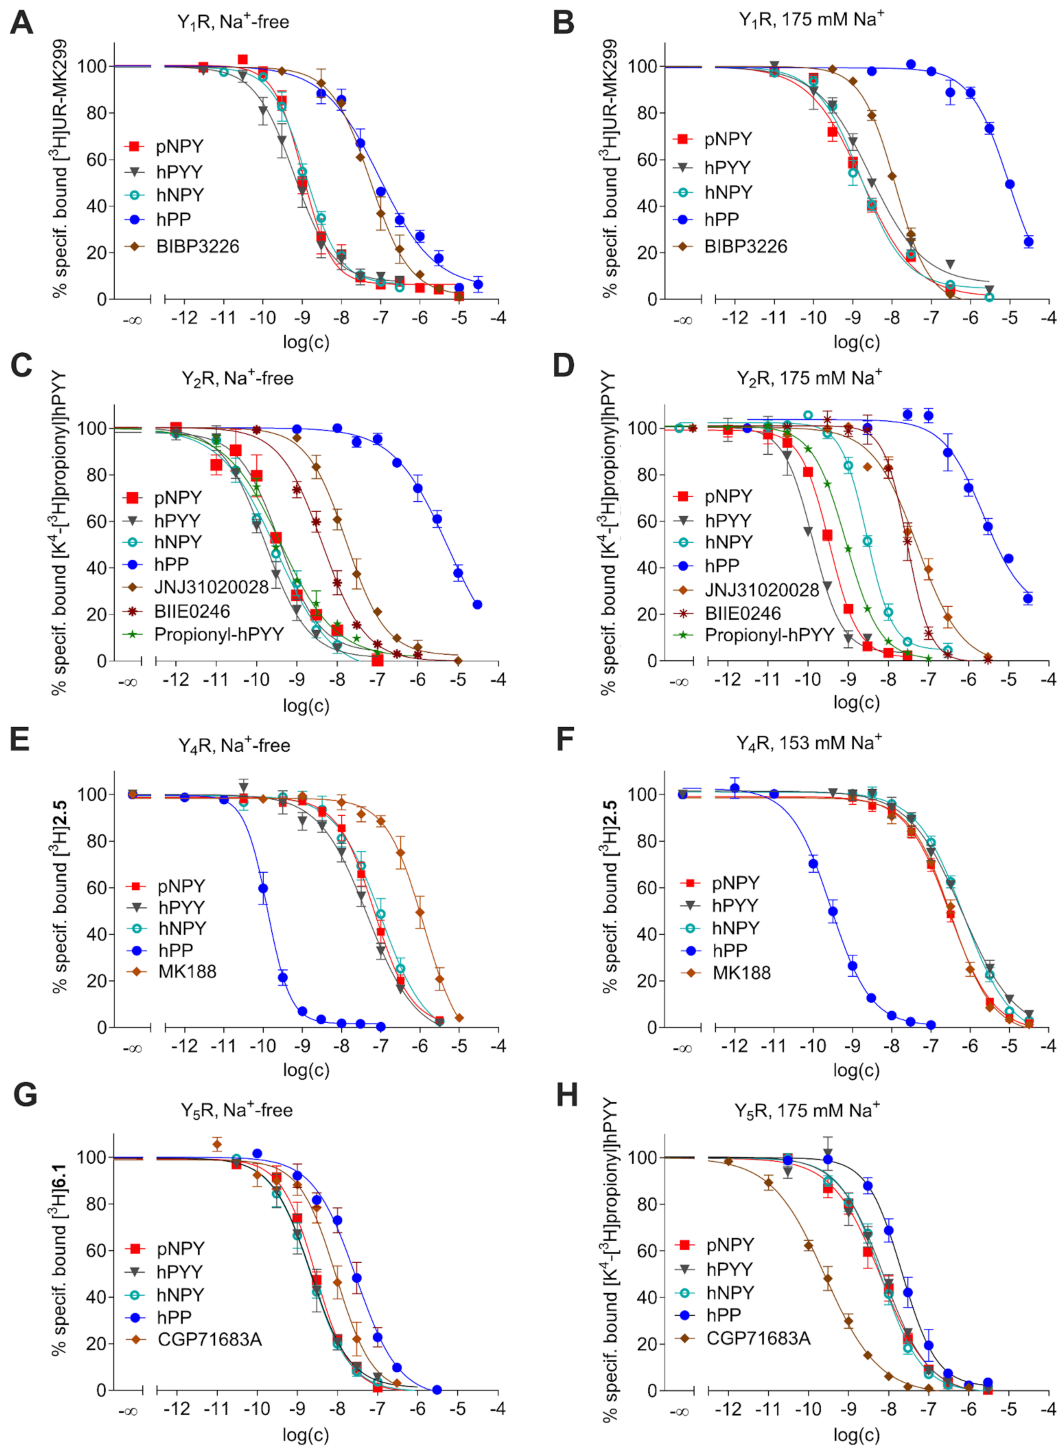 A
Y₁R, Na⁺-free
% specif. bound [³H]UR-MK299
100
80
60
40
20
0
pNPY
hPYY
hNPY
hPP
BIBP3226
-∞ -12 -11 -10 -9 -8 -7 -6 -5 -4
log(c)
B
Y₁R, 175 mM Na⁺
% specif. bound [³H]UR-MK299
100
80
60
40
20
0
pNPY
hPYY
hNPY
hPP
BIBP3226
-∞ -12 -11 -10 -9 -8 -7 -6 -5 -4
log(c)
C
Y₂R, Na⁺-free
% specif. bound [K⁴-[³H]propionyl]hPYY
100
80
60
40
20
0
pNPY
hPYY
hNPY
hPP
JNJ31020028
BIIE0246
Propionyl-hPYY
-∞ -12 -11 -10 -9 -8 -7 -6 -5 -4
log(c)
D
Y₂R, 175 mM Na⁺
% specif. bound [K⁴-[³H]propionyl]hPYY
100
80
60
40
20
0
pNPY
hPYY
hNPY
hPP
JNJ31020028
BIIE0246
Propionyl-hPYY
-∞ -12 -11 -10 -9 -8 -7 -6 -5 -4
log(c)
E
Y₄R, Na⁺-free
% specif. bound [³H]2.5
100
80
60
40
20
0
pNPY
hPYY
hNPY
hPP
MK188
-∞ -12 -11 -10 -9 -8 -7 -6 -5 -4
log(c)
F
Y₄R, 153 mM Na⁺
% specif. bound [³H]2.5
100
80
60
40
20
0
pNPY
hPYY
hNPY
hPP
MK188
-∞ -12 -11 -10 -9 -8 -7 -6 -5 -4
log(c)
G
Y₅R, Na⁺-free
% specif. bound [³H]6.1
100
80
60
40
20
0
pNPY
hPYY
hNPY
hPP
CGP71683A
-∞ -12 -11 -10 -9 -8 -7 -6 -5 -4
log(c)
H
Y₅R, 175 mM Na⁺
% specif. bound [K⁴-[³H]propionyl]hPYY
100
80
60
40
20
0
pNPY
hPYY
hNPY
hPP
CGP71683A
-∞ -12 -11 -10 -9 -8 -7 -6 -5 -4
log(c)